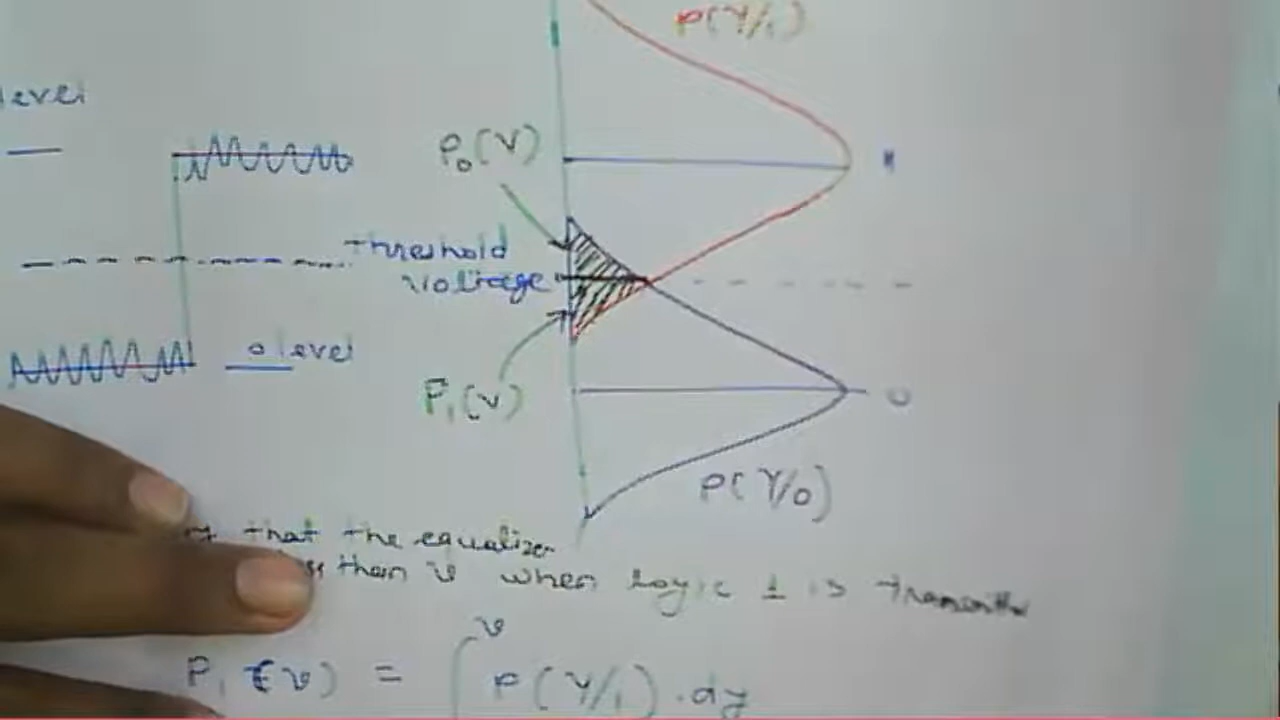 P(Y/1)
level
P₀(V)
Threshold
voltage
0 level
P₁(V)
0
P(Y/0)
that the equalizer
than v when logic 1 is
P₁(v) = ∫ᵛ P(Y/1).dy